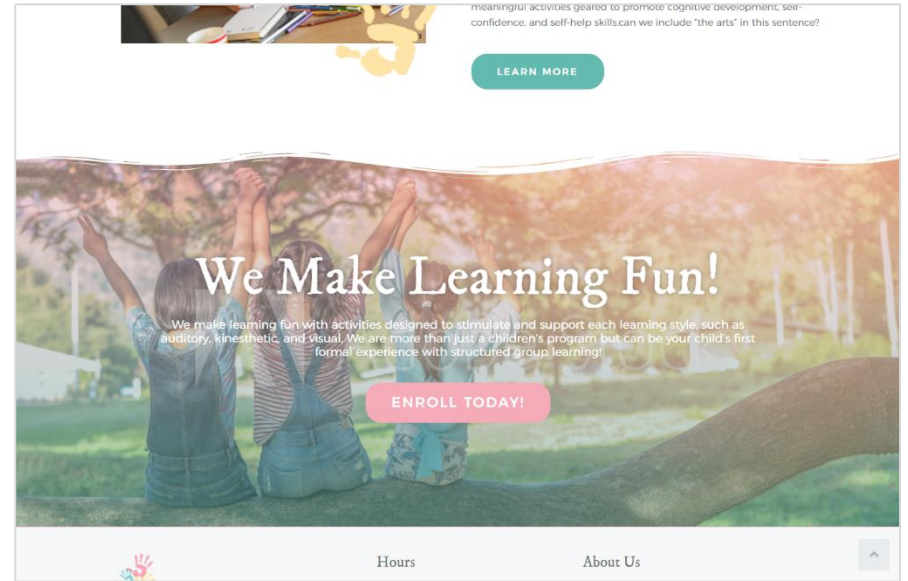 meaningful activities geared to promote cognitive development, self-
confidence, and self-help skills.can we include "the arts" in this sentence?
LEARN MORE
We Make Learning Fun!
We make learning fun with activities designed to stimulate and support each learning style, such as
auditory, kinesthetic, and visual. We are more than just a children's program but can be your child's first
formal experience with structured group learning!
ENROLL TODAY!
Hours
About Us